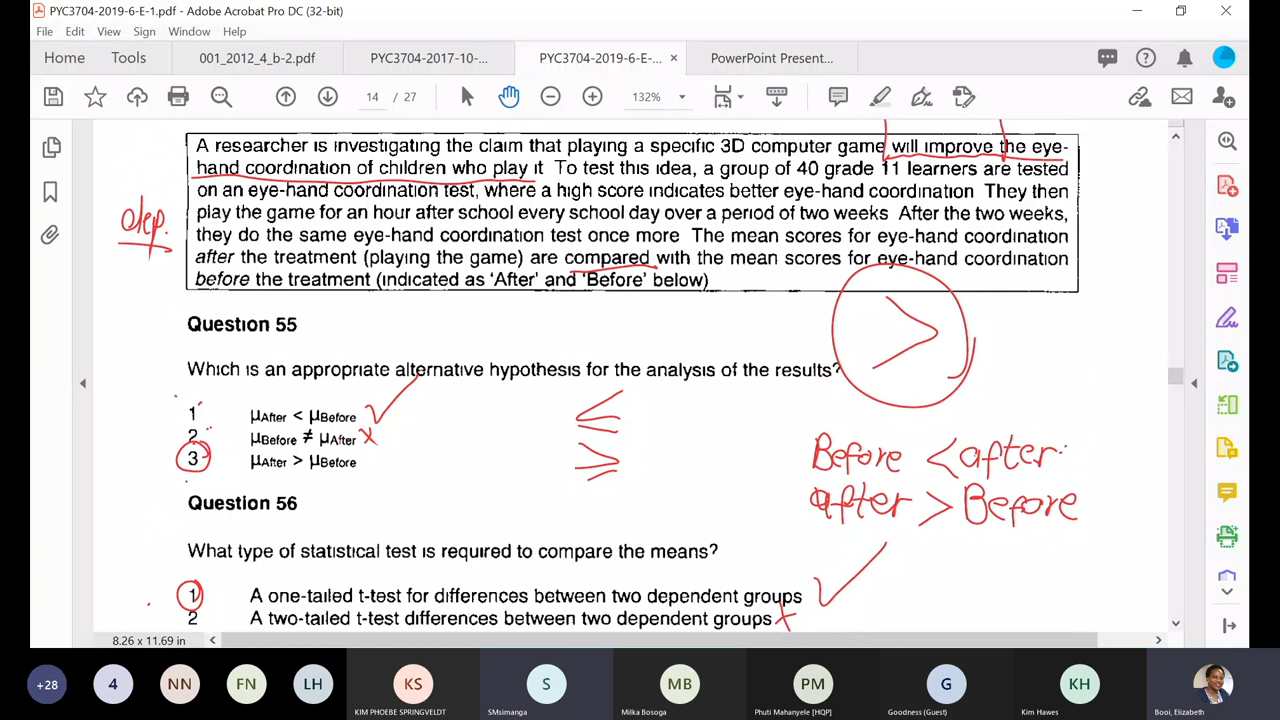 PYC3704-2019-6-E-1.pdf - Adobe Acrobat Pro DC (32-bit)
File Edit View Sign Window Help
Home Tools 001_2012_4_b-2.pdf PYC3704-2017-10-... PYC3704-2019-6-E-... × PowerPoint Present...
14 / 27 132%
A researcher is investigating the claim that playing a specific 3D computer game will improve the eye-
hand coordination of children who play it To test this idea, a group of 40 grade 11 learners are tested
on an eye-hand coordination test, where a high score indicates better eye-hand coordination They then
play the game for an hour after school every school day over a period of two weeks After the two weeks,
they do the same eye-hand coordination test once more The mean scores for eye-hand coordination
after the treatment (playing the game) are compared with the mean scores for eye-hand coordination
before the treatment (indicated as 'After' and 'Before' below)
dep.
>
Question 55
Which is an appropriate alternative hypothesis for the analysis of the results?
1 μAfter < μBefore
2 μBefore ≠ μAfter
3 μAfter > μBefore
≤
≥
Before < after.
after > Before
Question 56
What type of statistical test is required to compare the means?
1 A one-tailed t-test for differences between two dependent groups
2 A two-tailed t-test differences between two dependent groups
8.26 x 11.69 in
+28 4 NN FN LH KS S MB PM G KH
KIM PHOEBE SPRINGVELDT SMsimanga Milka Bosoga Phuti Mahanyele [HQP] Goodness (Guest) Kim Hawes Booi, Elizabeth